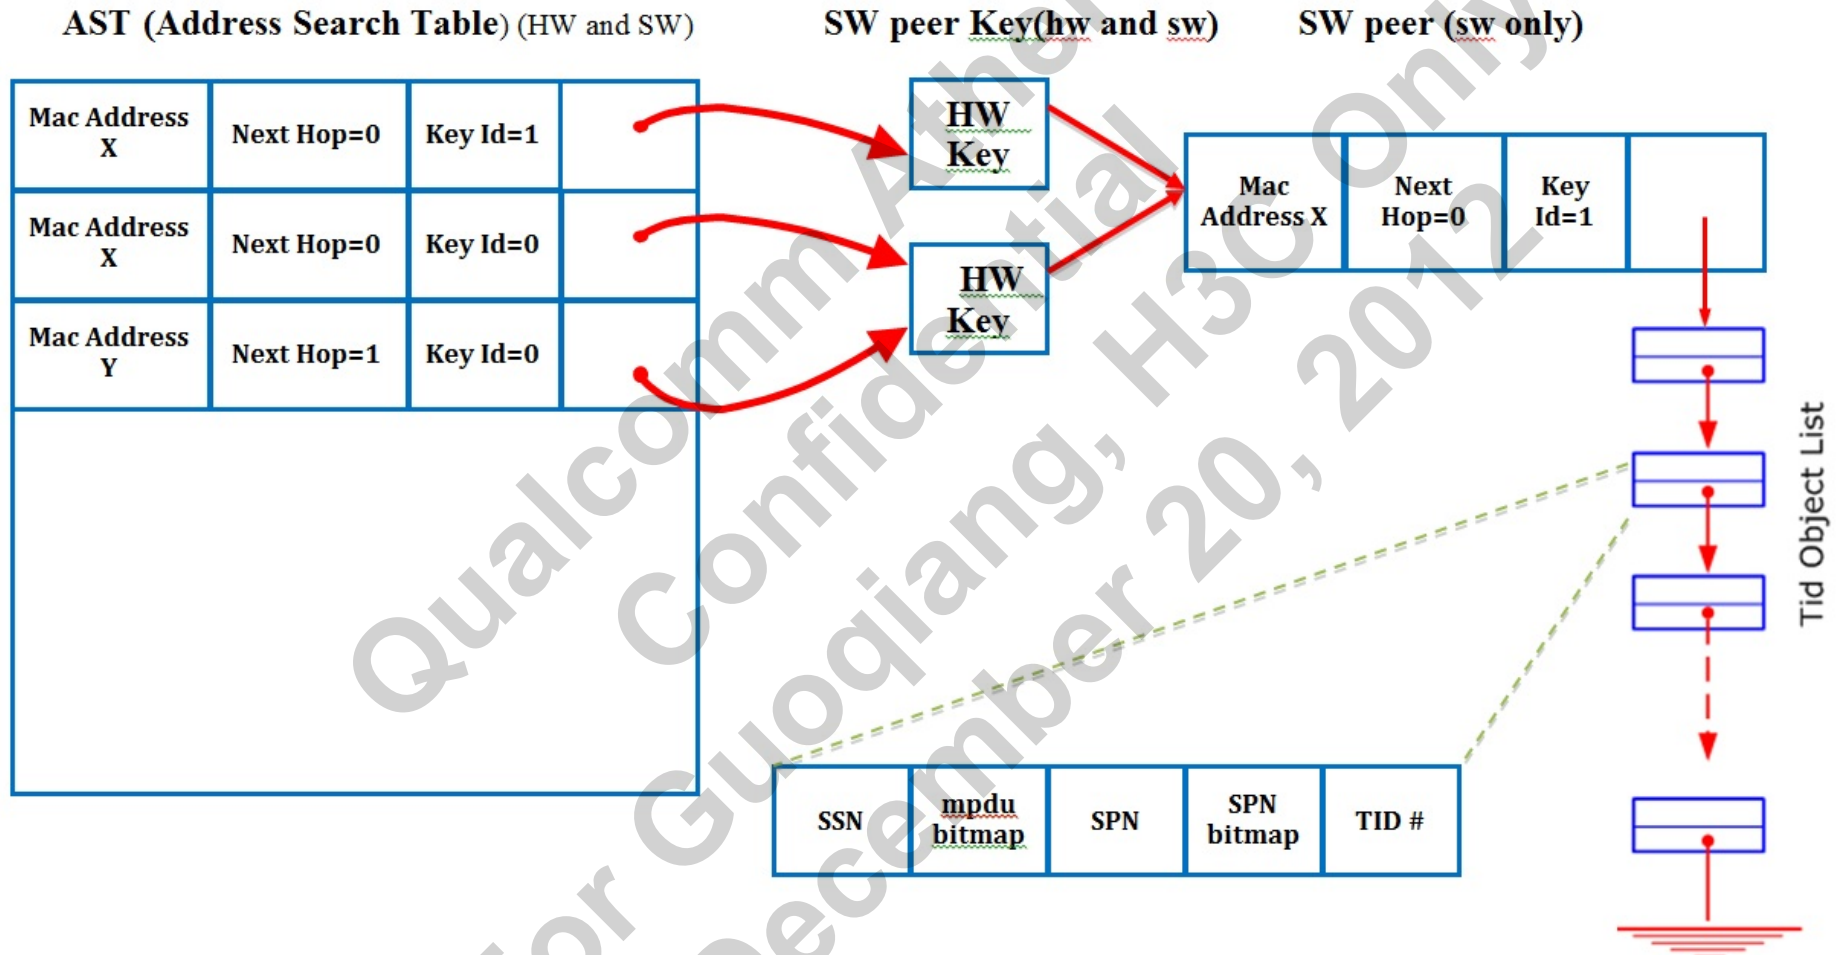 AST (Address Search Table) (HW and SW)
SW peer Key(hw and sw)
SW peer (sw only)
Mac Address
X
Next Hop=0
Key Id=1
Mac Address
X
Next Hop=0
Key Id=0
Mac Address
Y
Next Hop=1
Key Id=0
HW
Key
HW
Key
Mac
Address X
Next
Hop=0
Key
Id=1
Tid Object List
SSN
mpdu
bitmap
SPN
SPN
bitmap
TID #
Qualcomm
Confidential
For Guoqiang, H3C Only
December 20, 2012